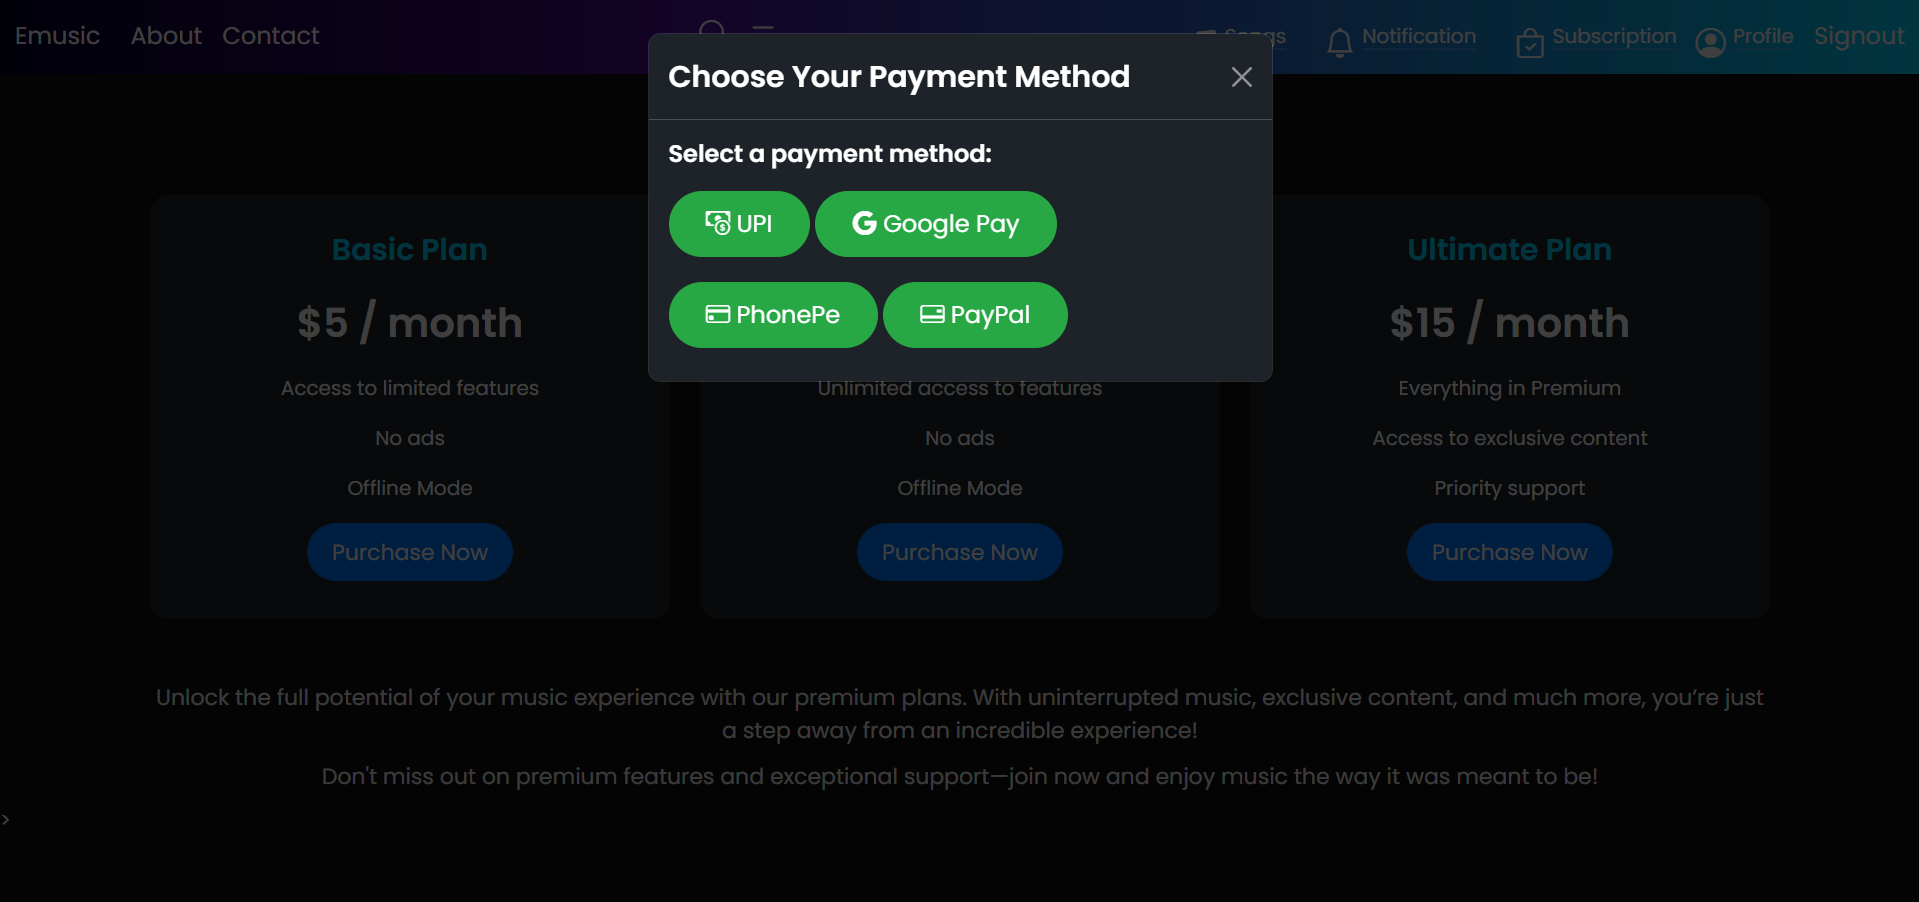 Emusic About Contact Songs Notification Subscription Profile Signout
Choose Your Payment Method
Select a payment method:
UPI Google Pay
PhonePe PayPal
Basic Plan
$5 / month
Access to limited features
No ads
Offline Mode
Purchase Now
Unlimited access to features
No ads
Offline Mode
Purchase Now
Ultimate Plan
$15 / month
Everything in Premium
Access to exclusive content
Priority support
Purchase Now
Unlock the full potential of your music experience with our premium plans. With uninterrupted music, exclusive content, and much more, you’re just
a step away from an incredible experience!
Don't miss out on premium features and exceptional support—join now and enjoy music the way it was meant to be!
>